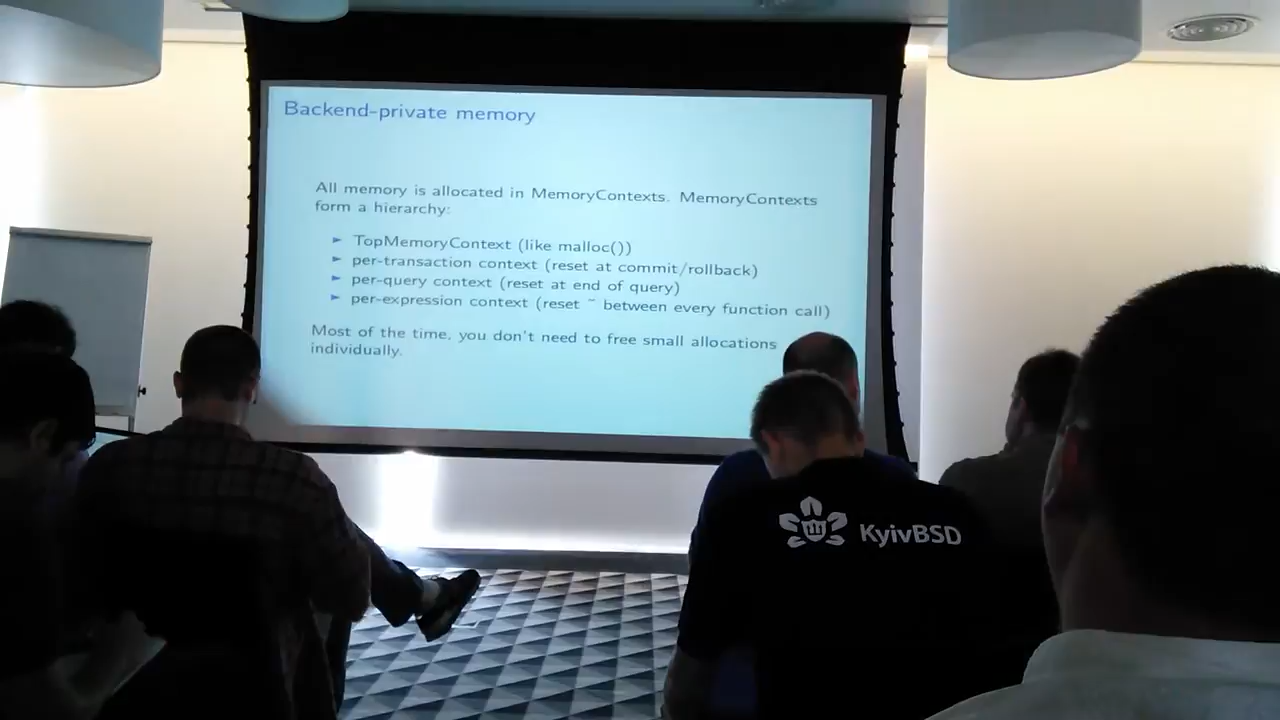 Backend-private memory
All memory is allocated in MemoryContexts. MemoryContexts
form a hierarchy:
► TopMemoryContext (like malloc())
► per-transaction context (reset at commit/rollback)
► per-query context (reset at end of query)
► per-expression context (reset ~ between every function call)
Most of the time, you don't need to free small allocations
individually.
KyivBSD